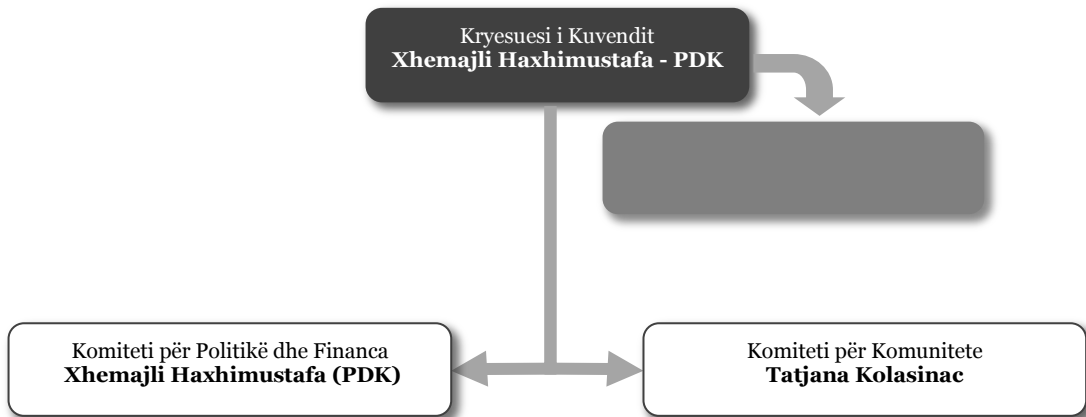 Kryesuesi i Kuvendit
Xhemajli Haxhimustafa - PDK
Komiteti për Politikë dhe Financa
Xhemajli Haxhimustafa (PDK)
Komiteti për Komunitete
Tatjana Kolasinac